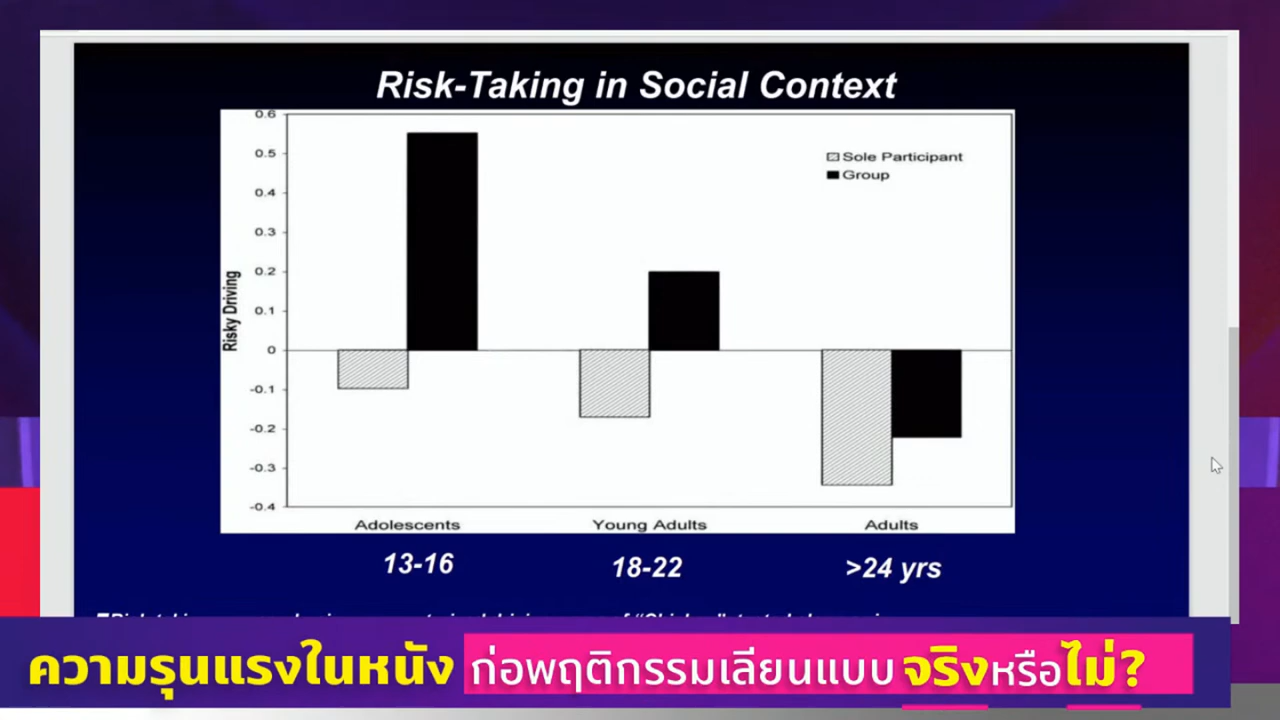 Risk-Taking in Social Context
0.6
0.5
0.4
0.3
0.2
0.1
0
-0.1
-0.2
-0.3
-0.4
Risky Driving
Sole Participant
Group
Adolescents Young Adults Adults
13-16 18-22 >24 yrs
ความรุนแรงในหนัง ก่อพฤติกรรมเลียนแบบ จริงหรือไม่?